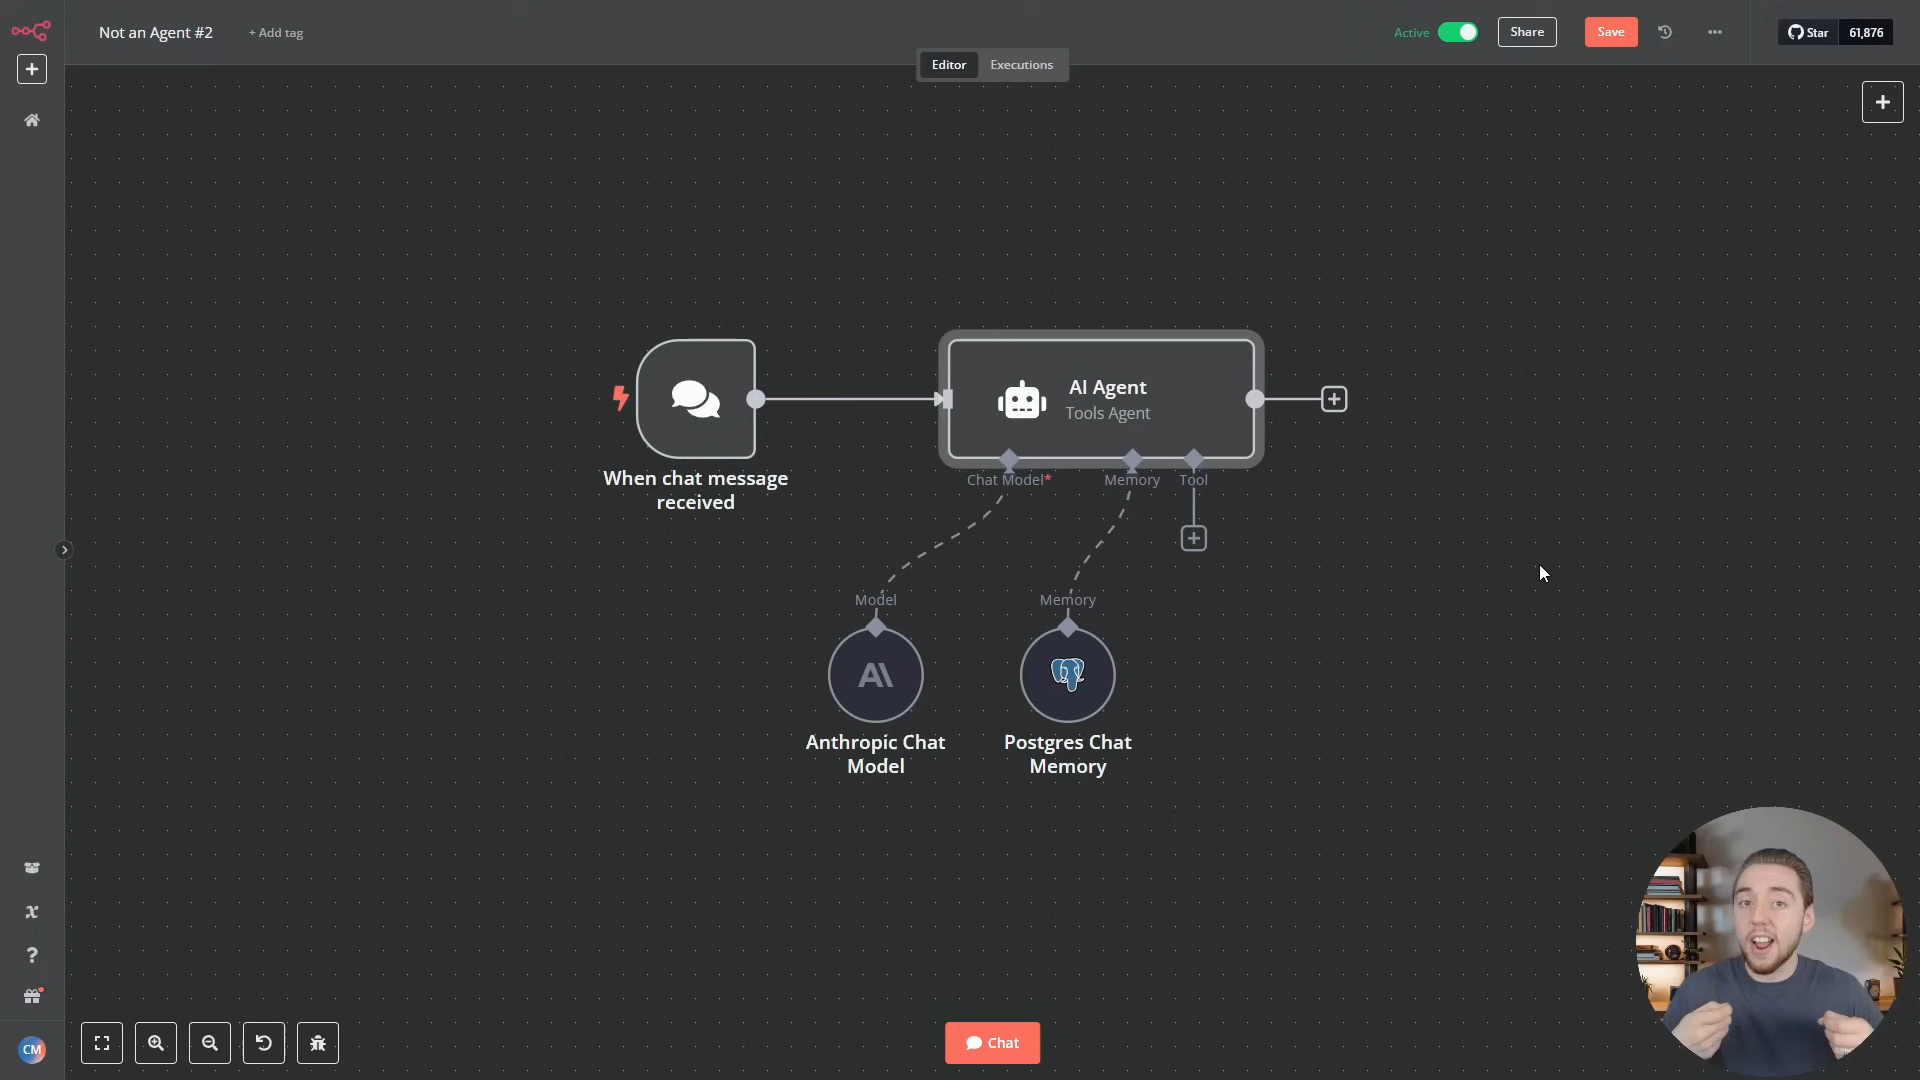 Not an Agent #2
+ Add tag
Active
Share
Save
Star
61,876
Editor
Executions
AI Agent
Tools Agent
When chat message
received
Chat Model*
Memory
Tool
Model
Memory
Anthropic Chat
Model
Postgres Chat
Memory
CM
Chat